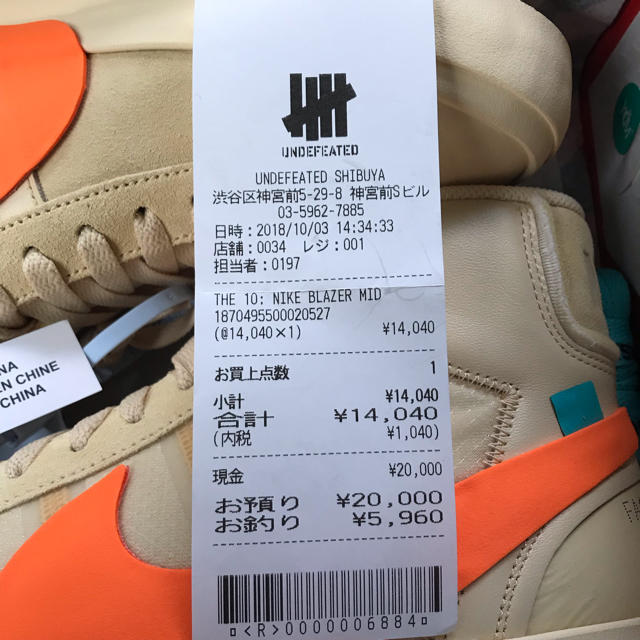 UNDEFEATED
UNDEFEATED SHIBUYA
渋谷区神宮前5-29-8 神宮前Sビル
03-5962-7885
日時:2018/10/03 14:34:33
店舗:0034 レジ:001
担当者:0197
THE 10: NIKE BLAZER MID
1870495500020527
(@14,040×1) ¥14,040
お買上点数 1
小計 ¥14,040
合計 ¥14,040
(内税 ¥1,040)
現金 ¥20,000
お預り ¥20,000
お釣り ¥5,960
¤<R>0000006884¤
EN CHINE
CHINA